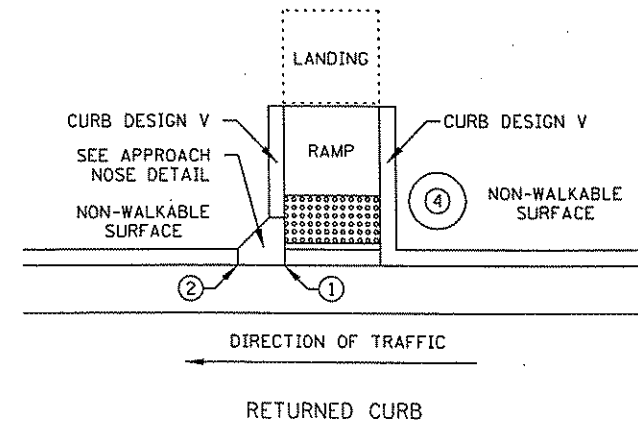 LANDING
CURB DESIGN V
CURB DESIGN V
SEE APPROACH
NOSE DETAIL
RAMP
NON-WALKABLE
SURFACE
4
NON-WALKABLE
SURFACE
2
1
DIRECTION OF TRAFFIC
RETURNED CURB